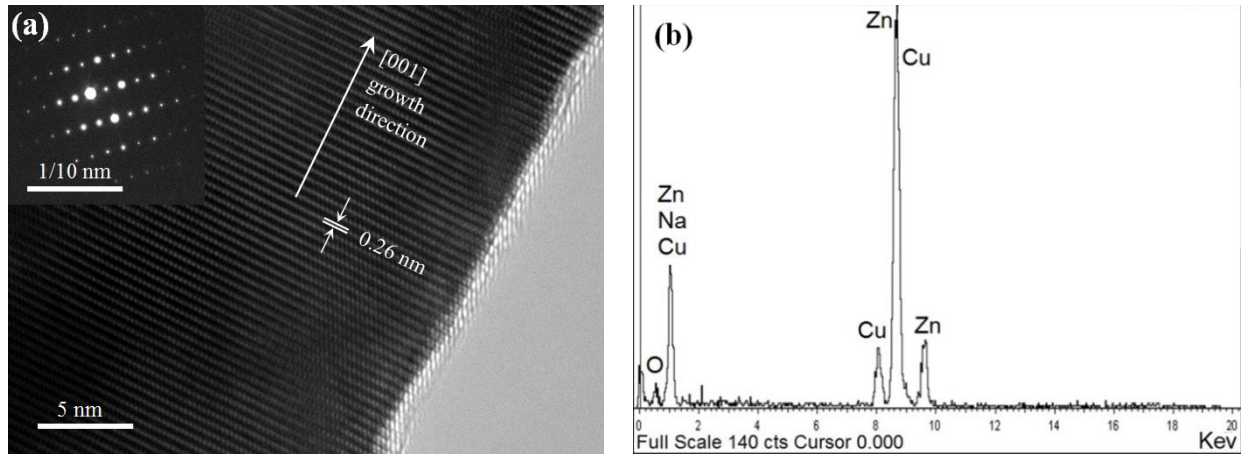 (a)
1/10 nm
[001]
growth
direction
0.26 nm
5 nm
(b)
Zn
Cu
Zn
Na
Cu
O
Cu
Zn
0 2 4 6 8 10 12 14 16 18 20
Full Scale 140 cts Cursor 0.000 Kev